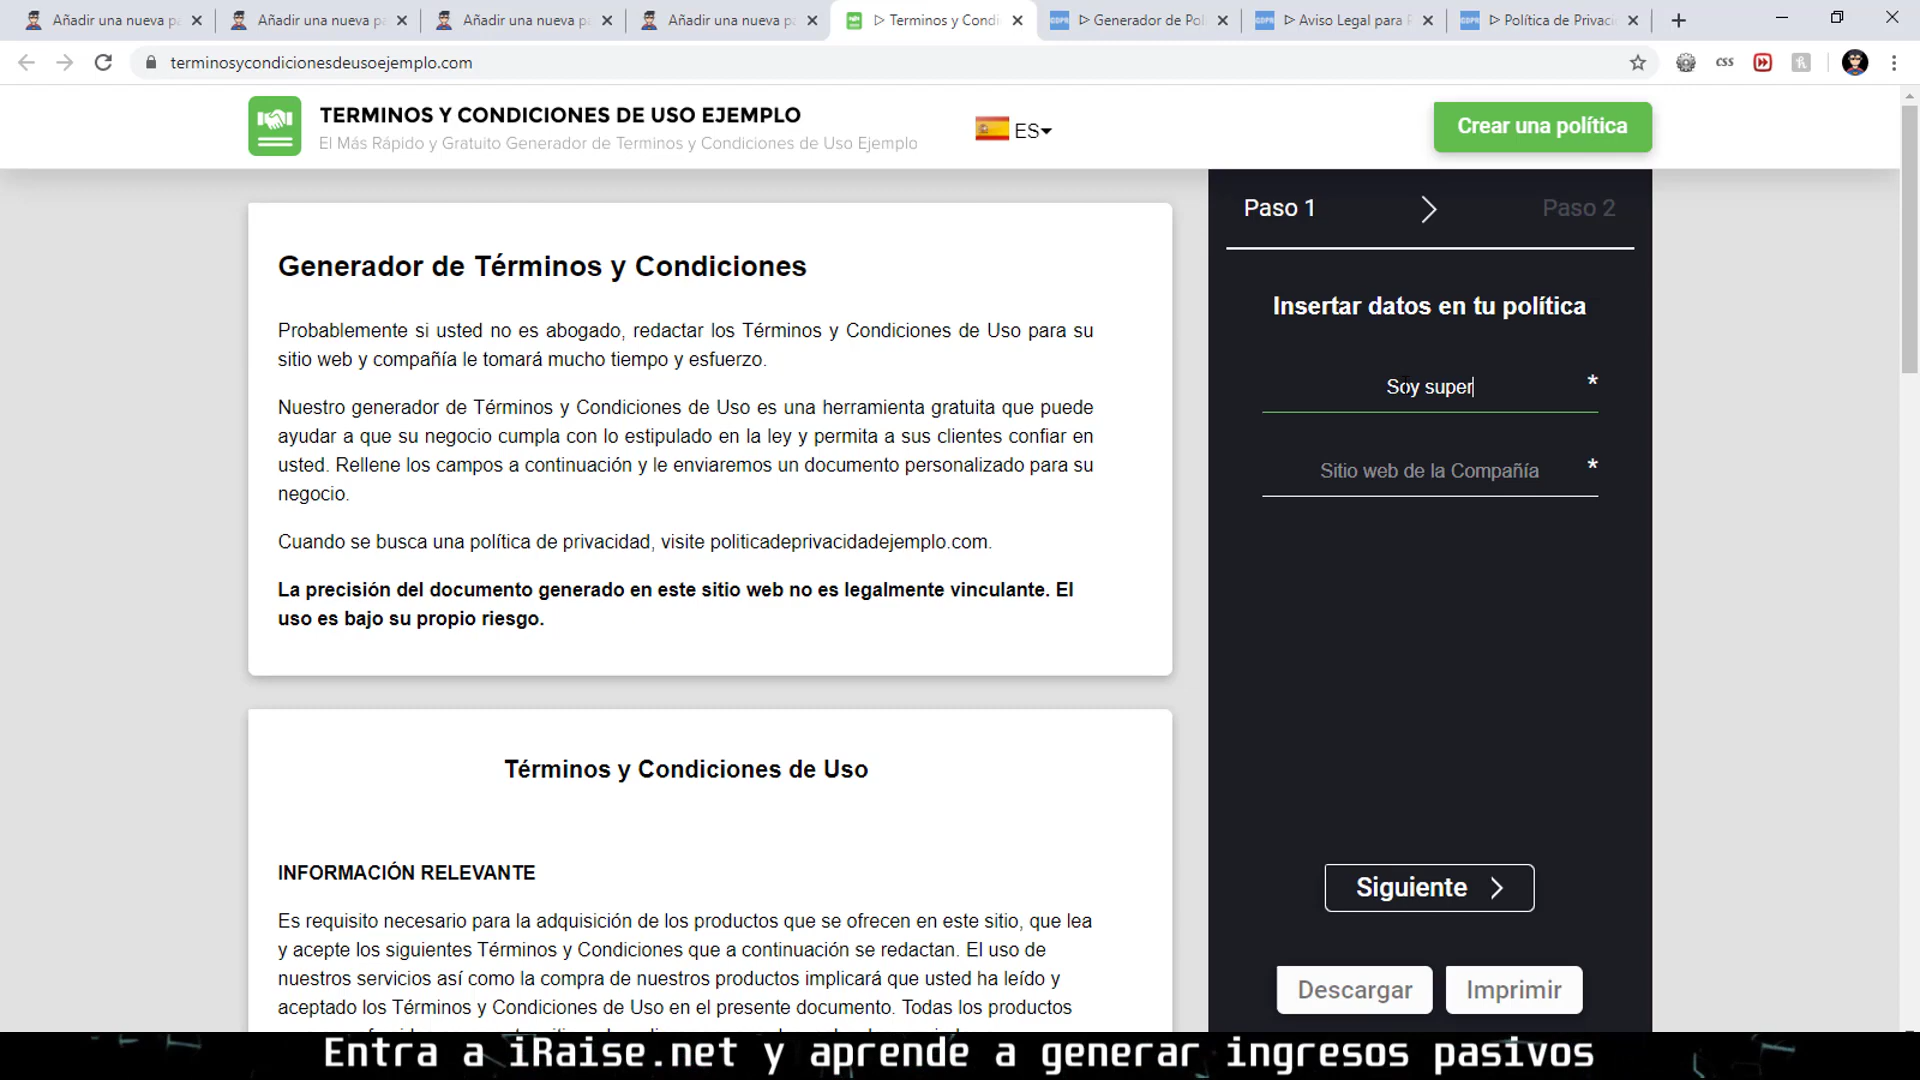 Añadir una nueva pa
Añadir una nueva pa
Añadir una nueva pa
Añadir una nueva pa
▷ Terminos y Condi
▷ Generador de Pol
▷ Aviso Legal para
▷ Política de Privaci
terminosycondicionesdeusoejemplo.com
css
TERMINOS Y CONDICIONES DE USO EJEMPLO
El Más Rápido y Gratuito Generador de Terminos y Condiciones de Uso Ejemplo
ES
Crear una política
Generador de Términos y Condiciones
Probablemente si usted no es abogado, redactar los Términos y Condiciones de Uso para su
sitio web y compañía le tomará mucho tiempo y esfuerzo.
Nuestro generador de Términos y Condiciones de Uso es una herramienta gratuita que puede
ayudar a que su negocio cumpla con lo estipulado en la ley y permita a sus clientes confiar en
usted. Rellene los campos a continuación y le enviaremos un documento personalizado para su
negocio.
Cuando se busca una política de privacidad, visite politicadeprivacidadejemplo.com.
La precisión del documento generado en este sitio web no es legalmente vinculante. El
uso es bajo su propio riesgo.
Términos y Condiciones de Uso
INFORMACIÓN RELEVANTE
Es requisito necesario para la adquisición de los productos que se ofrecen en este sitio, que lea
y acepte los siguientes Términos y Condiciones que a continuación se redactan. El uso de
nuestros servicios así como la compra de nuestros productos implicará que usted ha leído y
aceptado los Términos y Condiciones de Uso en el presente documento. Todas los productos
Paso 1
Paso 2
Insertar datos en tu política
Soy super
*
Sitio web de la Compañía
*
Siguiente
Descargar
Imprimir
Entra a iRaise.net y aprende a generar ingresos pasivos